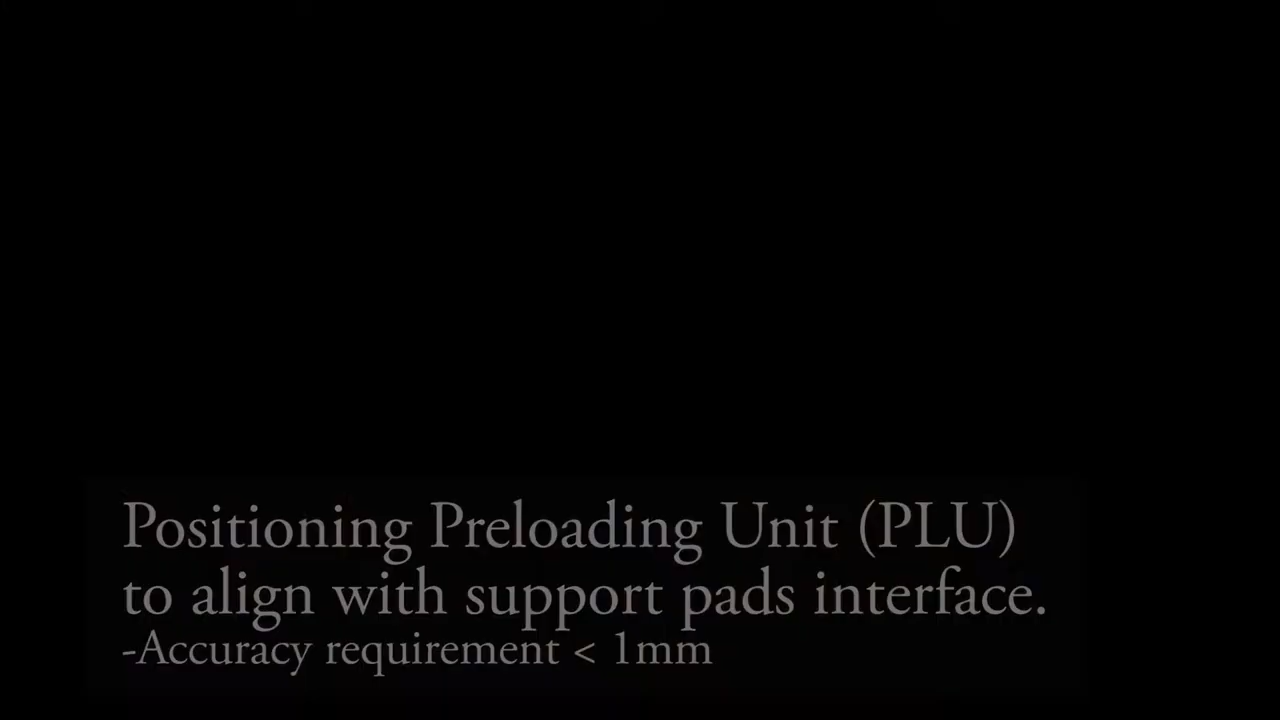 Positioning Preloading Unit (PLU)
to align with support pads interface.
-Accuracy requirement < 1mm